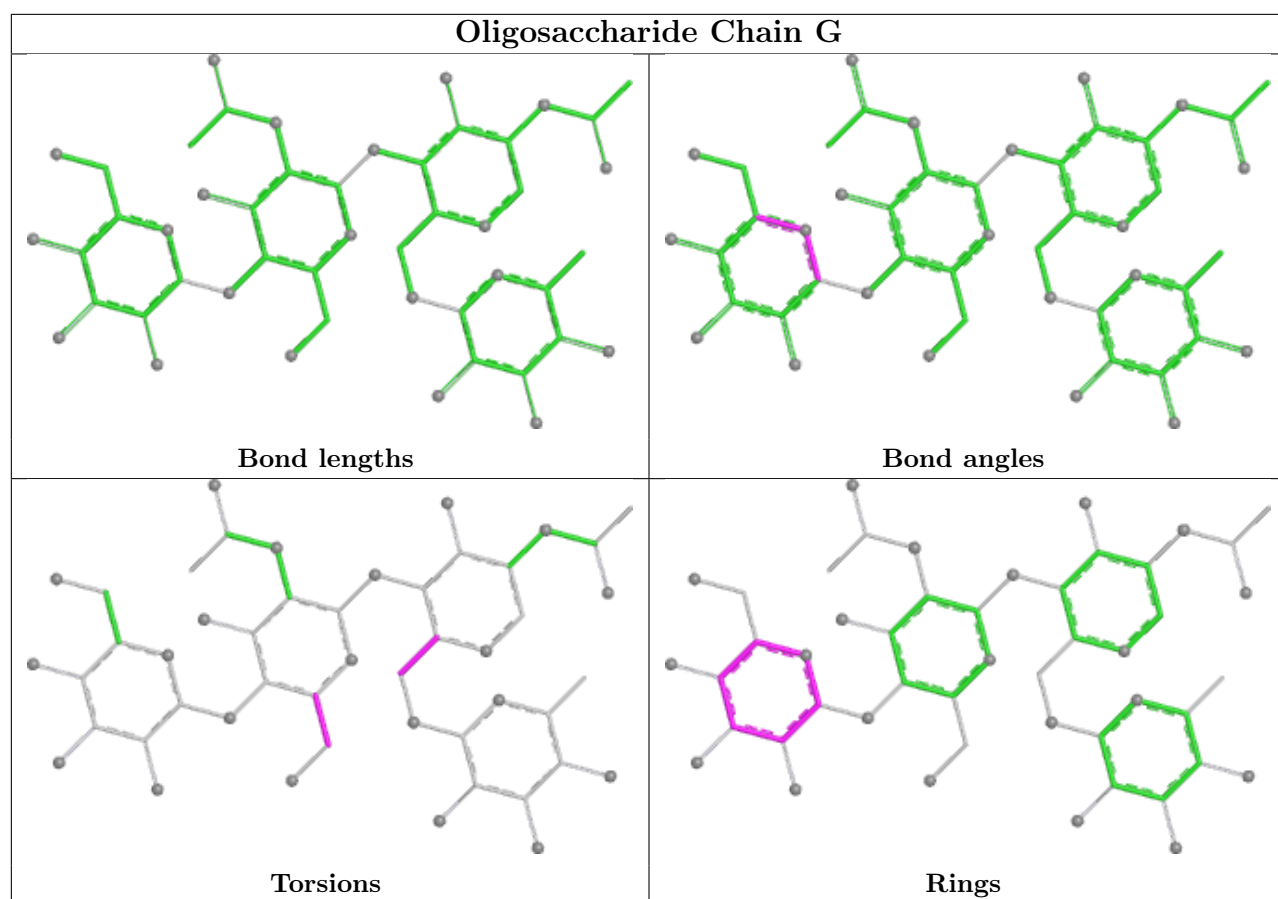 Oligosaccharide Chain G
Bond lengths
Bond angles
Torsions
Rings